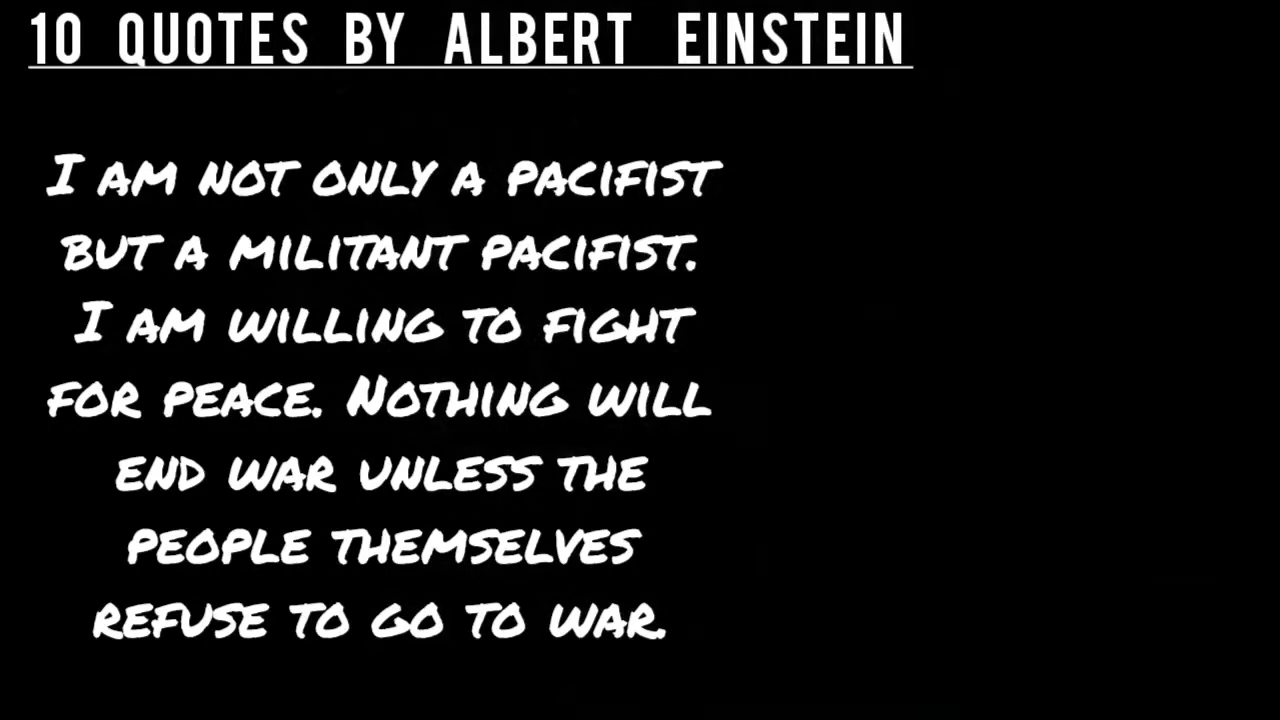 10 QUOTES BY ALBERT EINSTEIN
I AM NOT ONLY A PACIFIST
BUT A MILITANT PACIFIST.
I AM WILLING TO FIGHT
FOR PEACE. NOTHING WILL
END WAR UNLESS THE
PEOPLE THEMSELVES
REFUSE TO GO TO WAR.